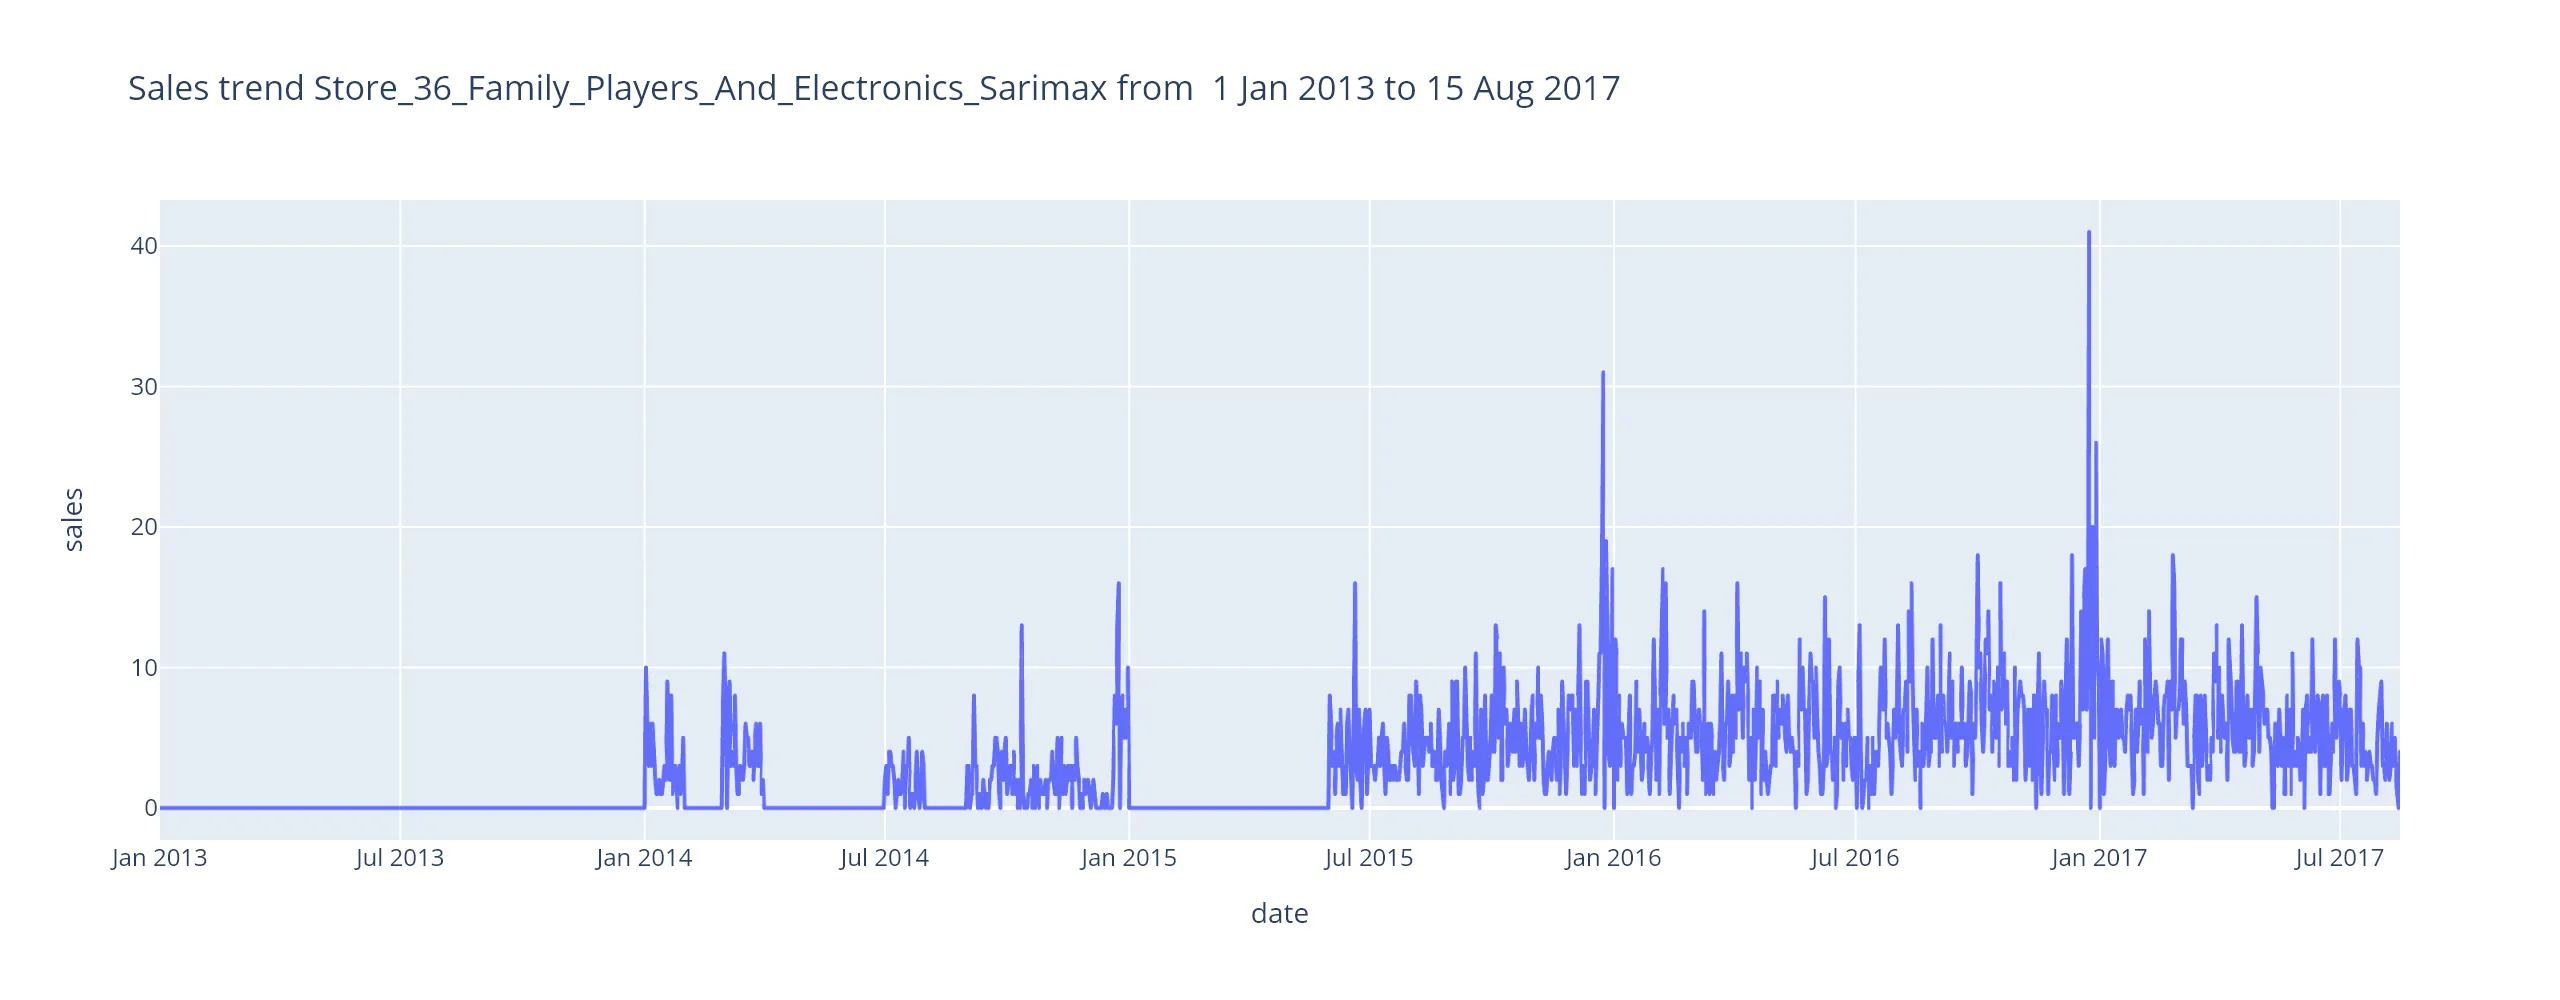 Sales trend Store_36_Family_Players_And_Electronics_Sarimax from  1 Jan 2013 to 15 Aug 2017
40
30
20
10
0
sales
Jan 2013
Jul 2013
Jan 2014
Jul 2014
Jan 2015
Jul 2015
Jan 2016
Jul 2016
Jan 2017
Jul 2017
date